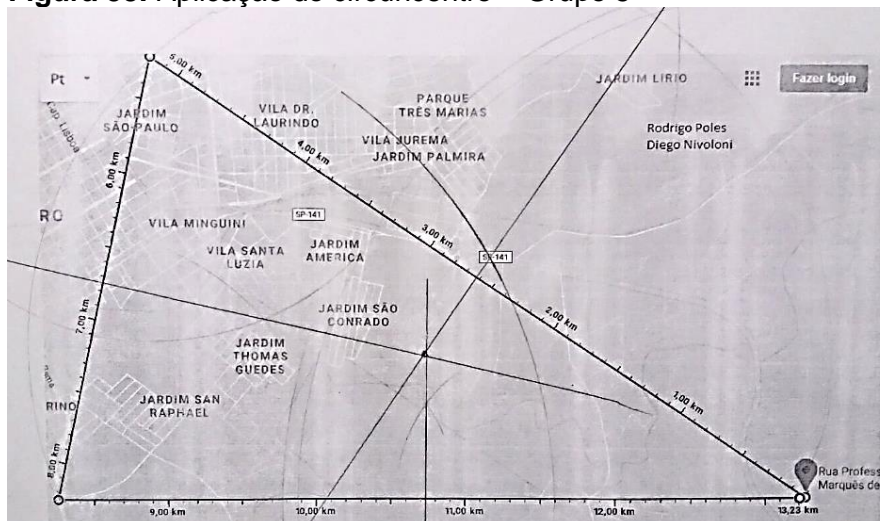 Figura 35: Aplicação do circuncentro – Grupo 3
Pt
5,00 km
JARDIM LIRIO
Fazer login
Cap. Lisboa
JARDIM
SÃO PAULO
VILA DR.
LAURINDO
PARQUE
TRÊS MARIAS
Rodrigo Poles
Diego Nivoloni
4,00 km
VILA JUREMA
JARDIM PALMIRA
6,00 km
RO
SP-141
VILA MINGUINI
3,00 km
VILA SANTA
LUZIA
JARDIM
AMERICA
SP-141
7,00 km
JARDIM SÃO
CONRADO
2,00 km
JARDIM
THOMAS
GUEDES
1,00 km
RINO
JARDIM SAN
RAPHAEL
8,00 km
Rua Profess
Marquês de
9,00 km
10,00 km
11,00 km
12,00 km
13,23 km